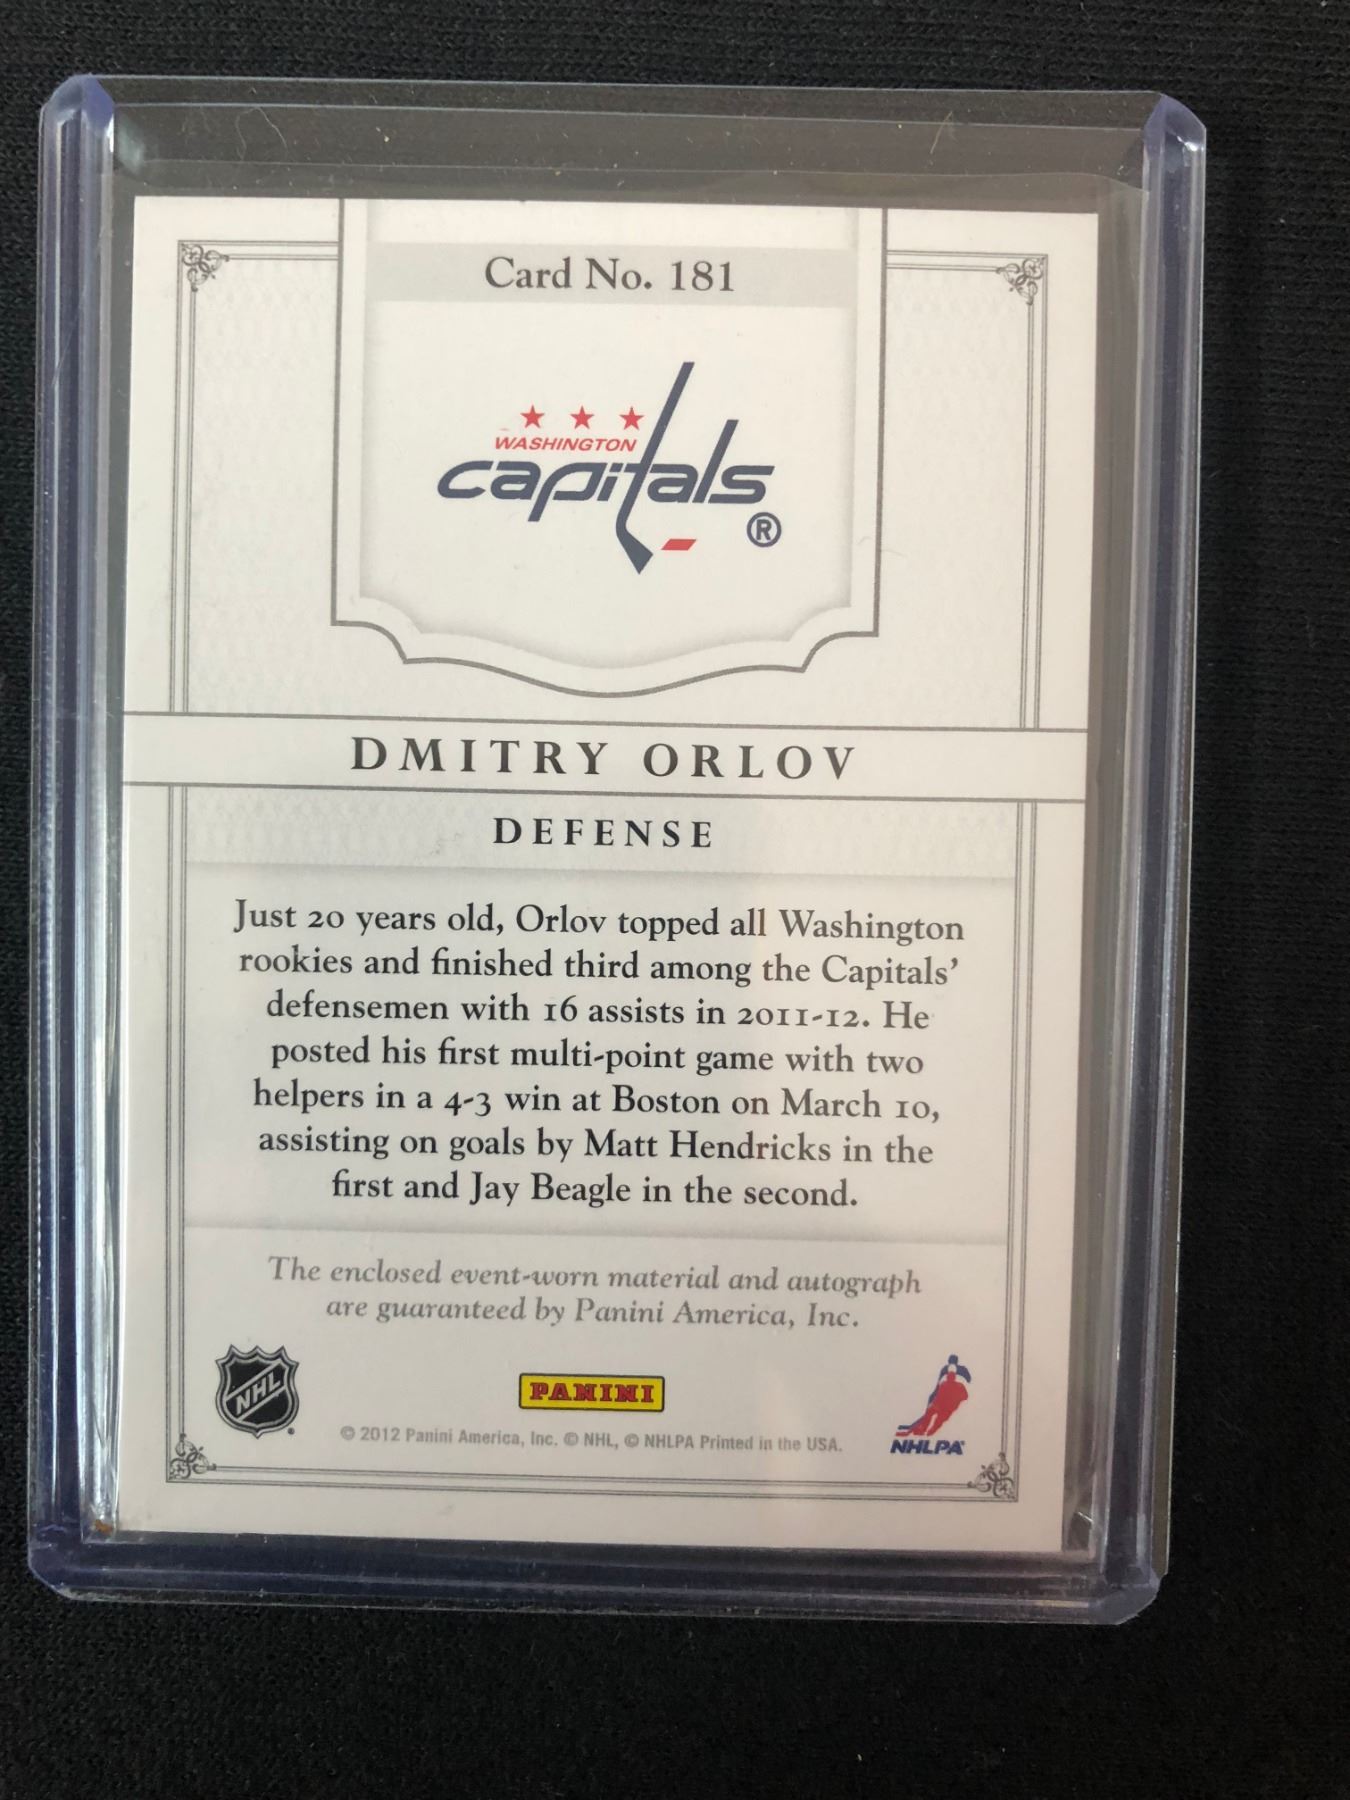 Card No. 181
WASHINGTON
capitals
®
DMITRY ORLOV
DEFENSE
Just 20 years old, Orlov topped all Washington
rookies and finished third among the Capitals’
defensemen with 16 assists in 2011-12. He
posted his first multi-point game with two
helpers in a 4-3 win at Boston on March 10,
assisting on goals by Matt Hendricks in the
first and Jay Beagle in the second.
The enclosed event-worn material and autograph
are guaranteed by Panini America, Inc.
NHL
PANINI
© 2012 Panini America, Inc. © NHL, © NHLPA Printed in the USA.
NHLPA